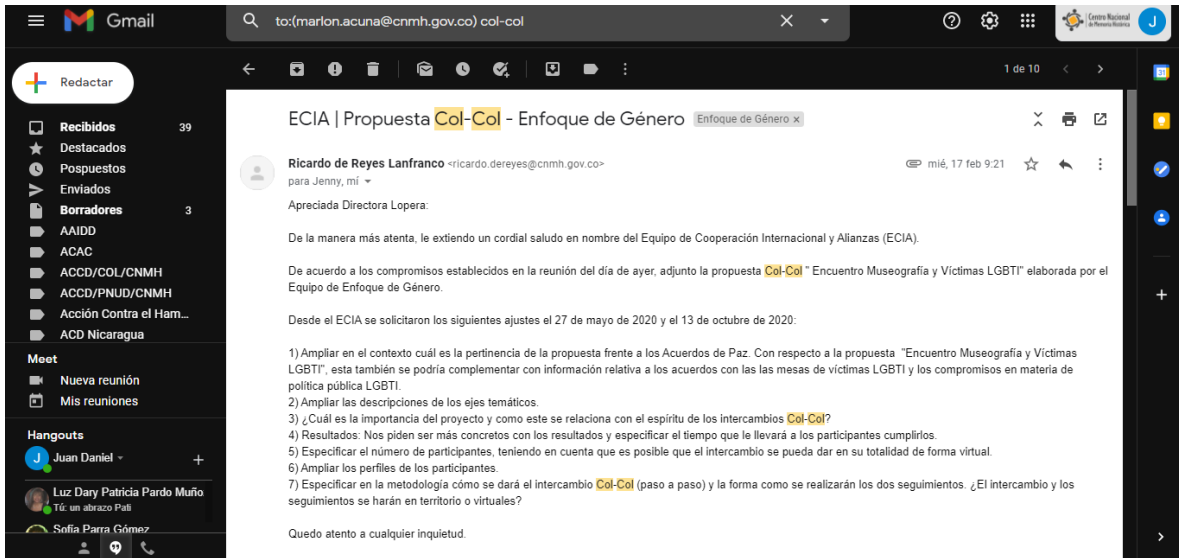 Gmail
to:(marlon.acuna@cnmh.gov.co) col-col
Centro Nacional
de Memoria Histórica
J
Redactar
1 de 10
31
Recibidos 39
Destacados
Pospuestos
Enviados
Borradores 3
AAIDD
ACAC
ACCD/COL/CNMH
ACCD/PNUD/CNMH
Acción Contra el Ham...
ACD Nicaragua
Meet
Nueva reunión
Mis reuniones
Hangouts
J Juan Daniel
Luz Dary Patricia Pardo Muño
Tú: un abrazo Pati
Sofía Parra Gómez
ECIA | Propuesta Col-Col - Enfoque de Género Enfoque de Género x
Ricardo de Reyes Lanfranco <ricardo.dereyes@cnmh.gov.co> mié, 17 feb 9:21
para Jenny, mí
Apreciada Directora Lopera:
De la manera más atenta, le extiendo un cordial saludo en nombre del Equipo de Cooperación Internacional y Alianzas (ECIA).
De acuerdo a los compromisos establecidos en la reunión del día de ayer, adjunto la propuesta Col-Col " Encuentro Museografía y Víctimas LGBTI" elaborada por el
Equipo de Enfoque de Género.
Desde el ECIA se solicitaron los siguientes ajustes el 27 de mayo de 2020 y el 13 de octubre de 2020:
1) Ampliar en el contexto cuál es la pertinencia de la propuesta frente a los Acuerdos de Paz. Con respecto a la propuesta "Encuentro Museografía y Víctimas
LGBTI", esta también se podría complementar con información relativa a los acuerdos con las las mesas de víctimas LGBTI y los compromisos en materia de
política pública LGBTI.
2) Ampliar las descripciones de los ejes temáticos.
3) ¿Cuál es la importancia del proyecto y como este se relaciona con el espíritu de los intercambios Col-Col?
4) Resultados: Nos piden ser más concretos con los resultados y especificar el tiempo que le llevará a los participantes cumplirlos.
5) Especificar el número de participantes, teniendo en cuenta que es posible que el intercambio se pueda dar en su totalidad de forma virtual.
6) Ampliar los perfiles de los participantes.
7) Especificar en la metodología cómo se dará el intercambio Col-Col (paso a paso) y la forma como se realizarán los dos seguimientos. ¿El intercambio y los
seguimientos se harán en territorio o virtuales?
Quedo atento a cualquier inquietud.